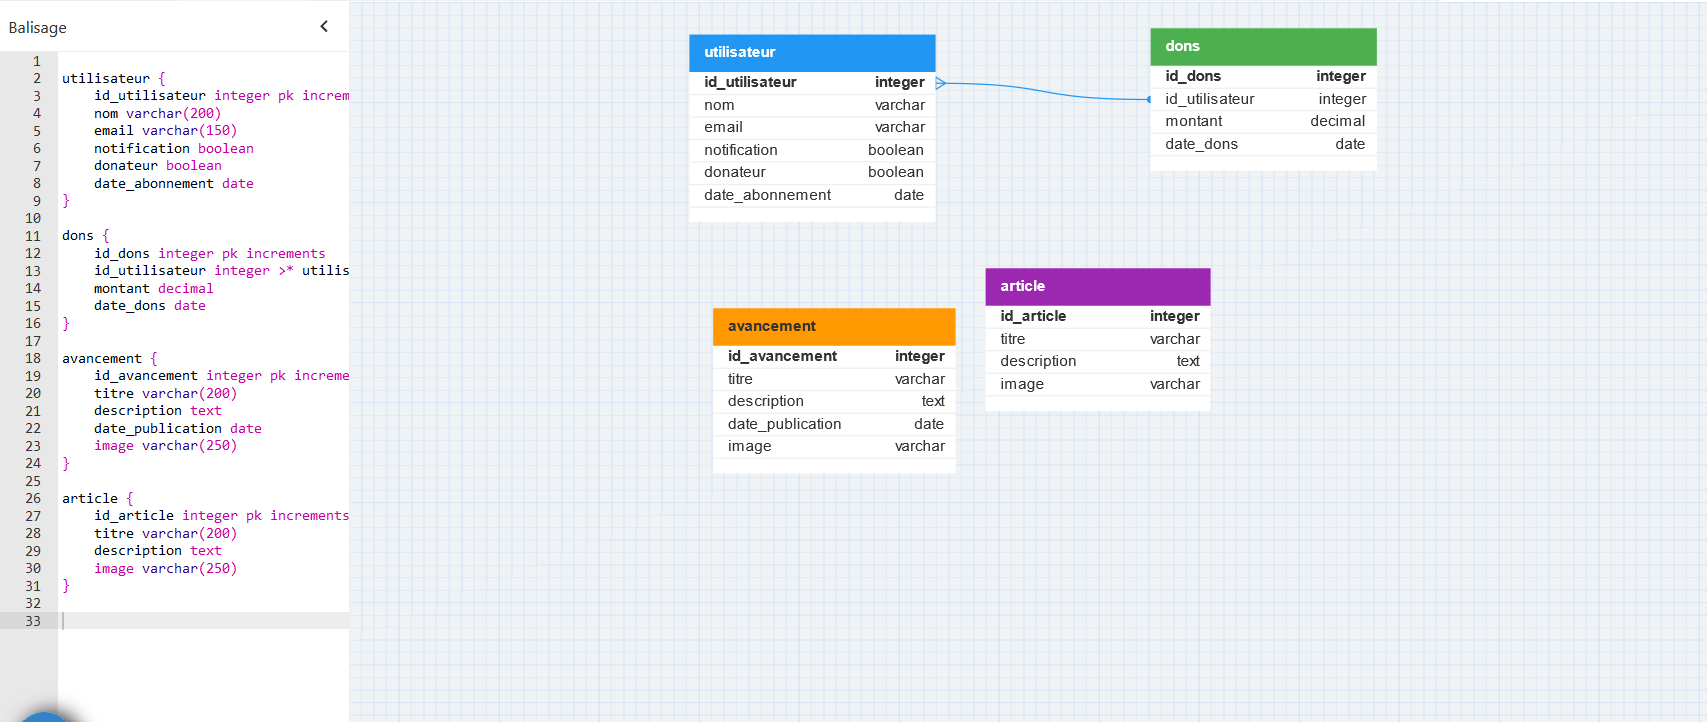 Balisage
1
2 utilisateur {
3 id_utilisateur integer pk increm
4 nom varchar(200)
5 email varchar(150)
6 notification boolean
7 donateur boolean
8 date_abonnement date
9 }
10
11 dons {
12 id_dons integer pk increments
13 id_utilisateur integer >* utilis
14 montant decimal
15 date_dons date
16 }
17
18 avancement {
19 id_avancement integer pk increme
20 titre varchar(200)
21 description text
22 date_publication date
23 image varchar(250)
24 }
25
26 article {
27 id_article integer pk increments
28 titre varchar(200)
29 description text
30 image varchar(250)
31 }
32
33
utilisateur
id_utilisateur integer
nom varchar
email varchar
notification boolean
donateur boolean
date_abonnement date
dons
id_dons integer
id_utilisateur integer
montant decimal
date_dons date
avancement
id_avancement integer
titre varchar
description text
date_publication date
image varchar
article
id_article integer
titre varchar
description text
image varchar